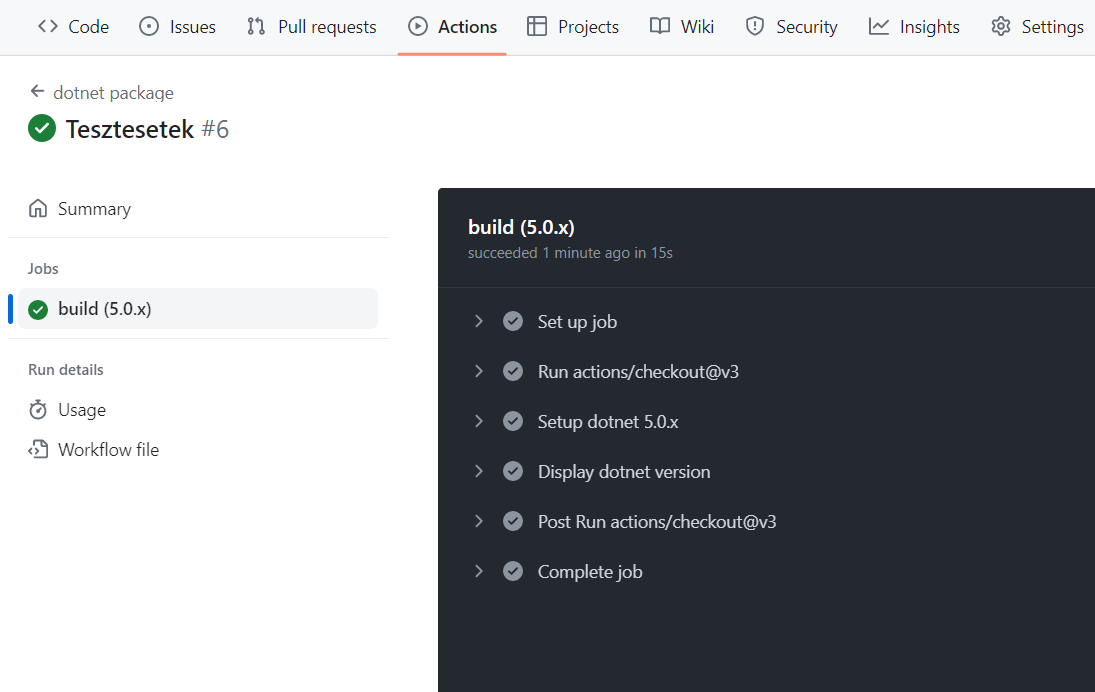 Code Issues Pull requests Actions Projects Wiki Security Insights Settings
dotnet package
Tesztesetek #6
Summary
Jobs
build (5.0.x)
Run details
Usage
Workflow file
build (5.0.x)
succeeded 1 minute ago in 15s
Set up job
Run actions/checkout@v3
Setup dotnet 5.0.x
Display dotnet version
Post Run actions/checkout@v3
Complete job